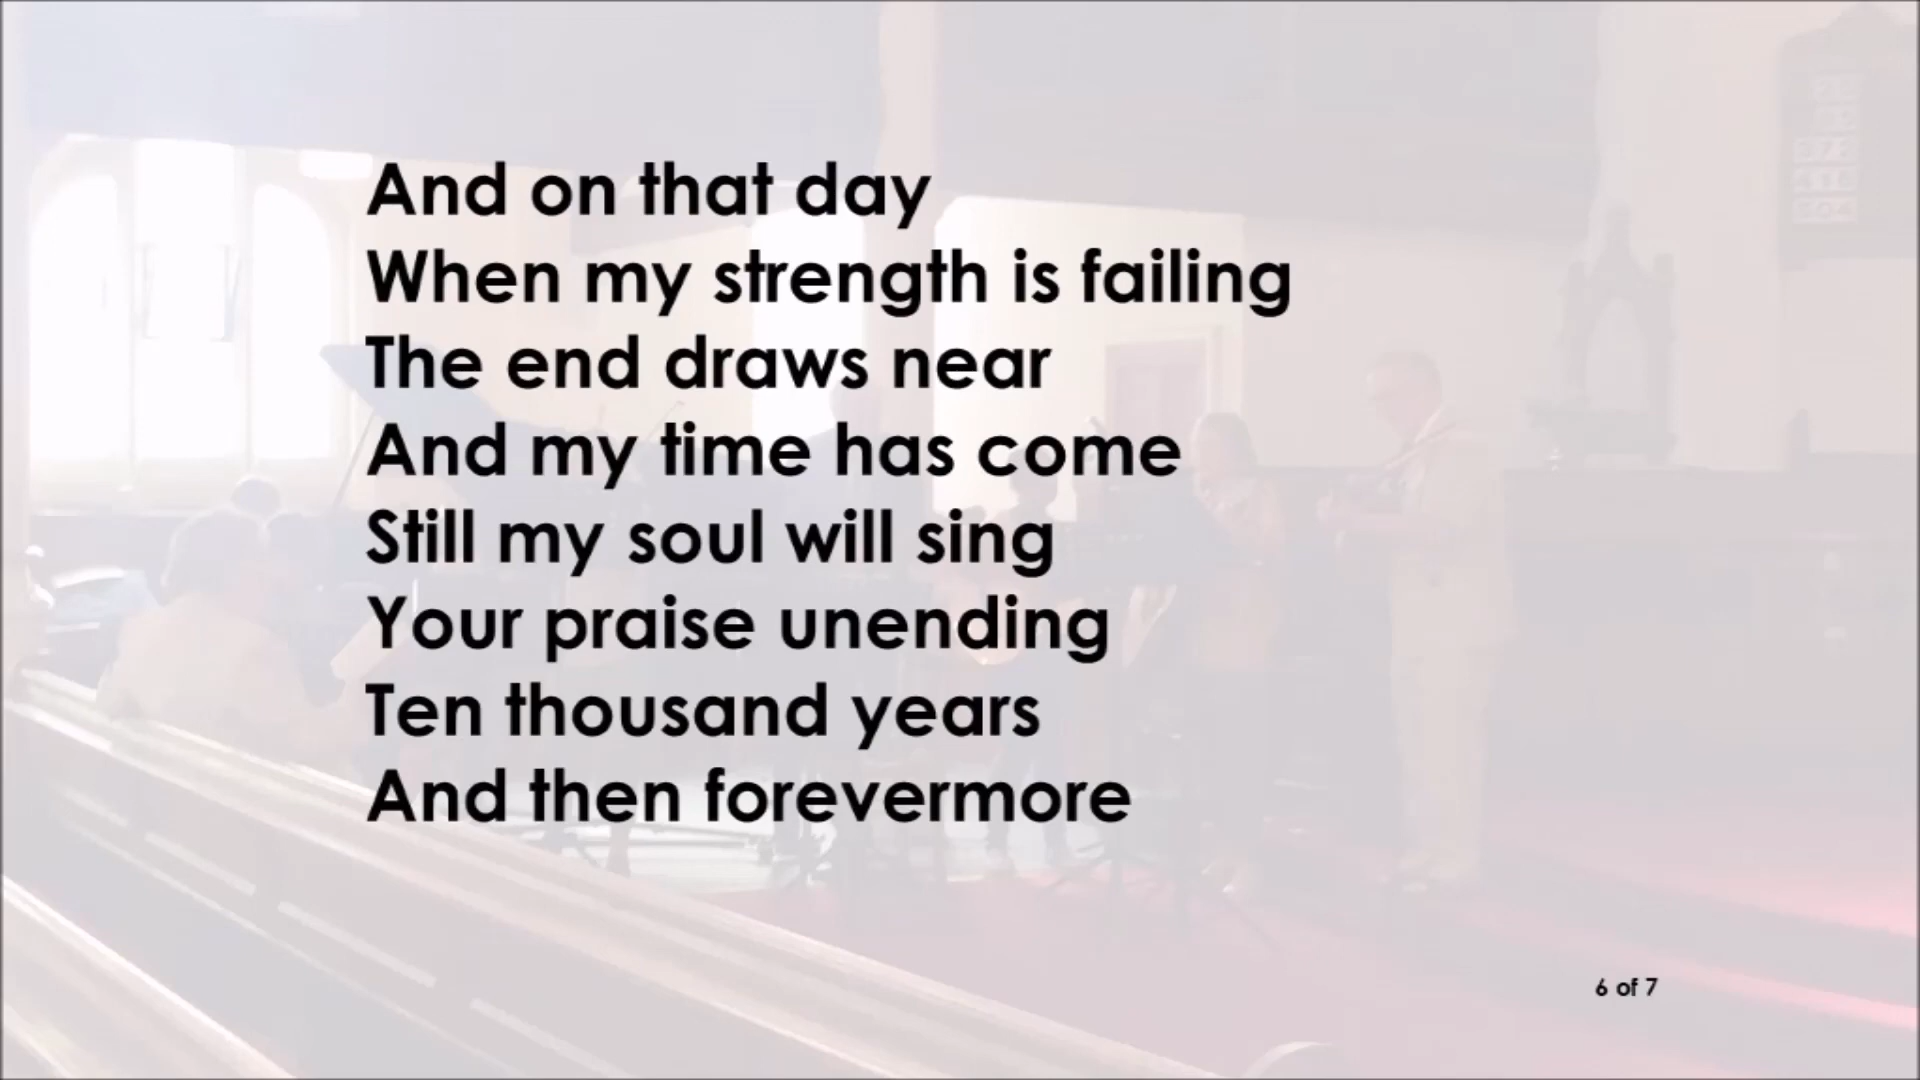 And on that day
When my strength is failing
The end draws near
And my time has come
Still my soul will sing
Your praise unending
Ten thousand years
And then forevermore
6 of 7